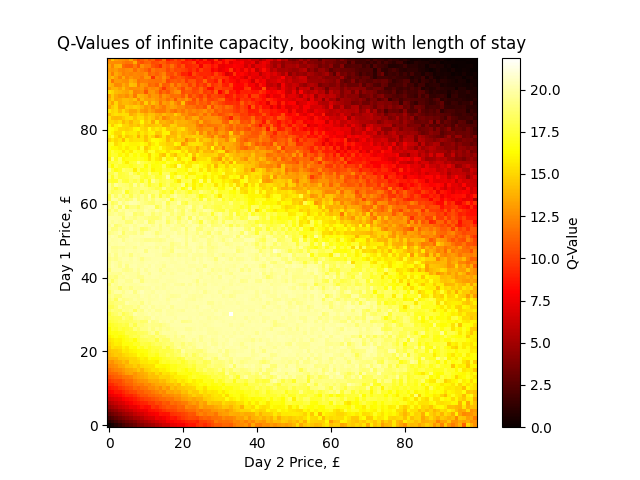 Q-Values of infinite capacity, booking with length of stay
Day 1 Price, £
80
60
40
20
0
0 20 40 60 80
Day 2 Price, £
20.0
17.5
15.0
12.5
10.0
7.5
5.0
2.5
0.0
Q-Value